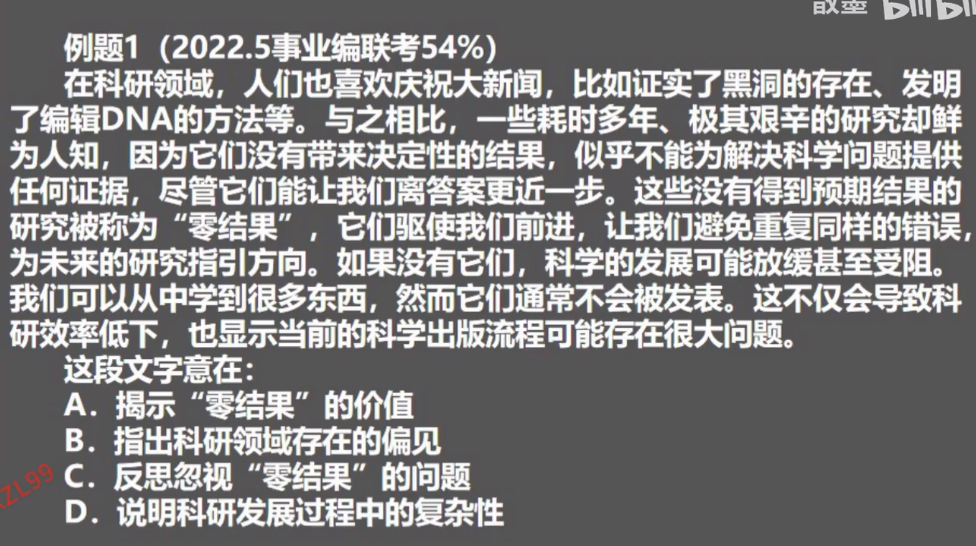 散墨 bilibili
例题1（2022.5事业编联考54%）
在科研领域，人们也喜欢庆祝大新闻，比如证实了黑洞的存在、发明
了编辑DNA的方法等。与之相比，一些耗时多年、极其艰辛的研究却鲜
为人知，因为它们没有带来决定性的结果，似乎不能为解决科学问题提供
任何证据，尽管它们能让我们离答案更近一步。这些没有得到预期结果的
研究被称为“零结果”，它们驱使我们前进，让我们避免重复同样的错误，
为未来的研究指引方向。如果没有它们，科学的发展可能放缓甚至受阻。
我们可以从中学到很多东西，然而它们通常不会被发表。这不仅会导致科
研效率低下，也显示当前的科学出版流程可能存在很大问题。
这段文字意在：
A．揭示“零结果”的价值
B．指出科研领域存在的偏见
C．反思忽视“零结果”的问题
D．说明科研发展过程中的复杂性
ZL99